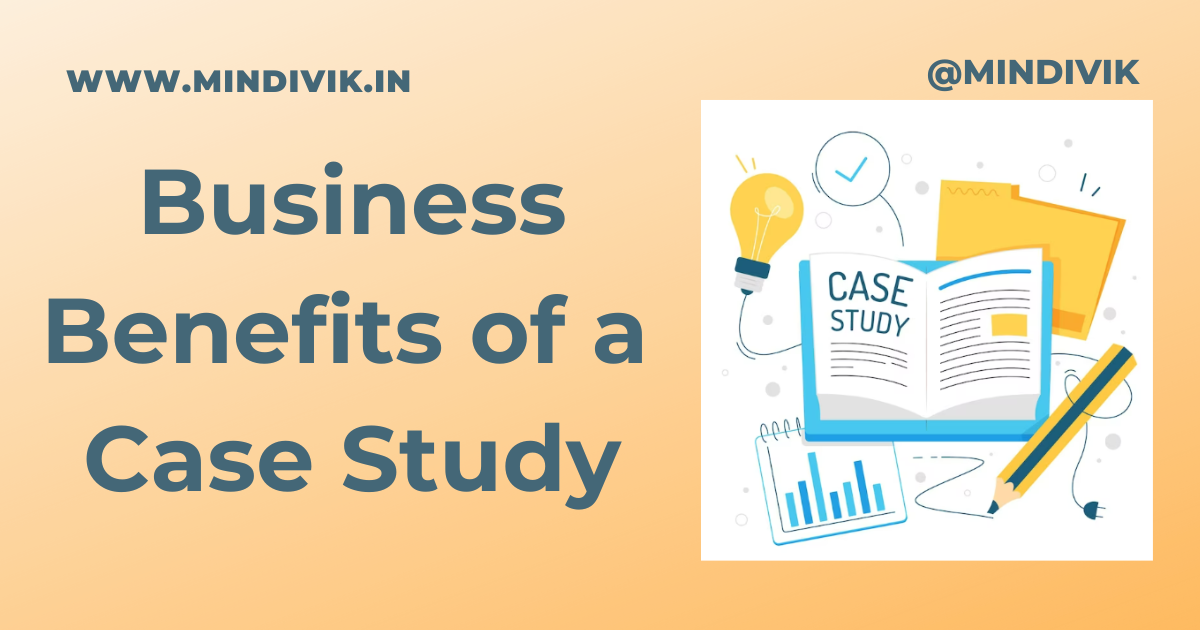 WWW.MINDIVIK.IN
@MINDIVIK
Business
Benefits of a
Case Study
CASE
STUDY